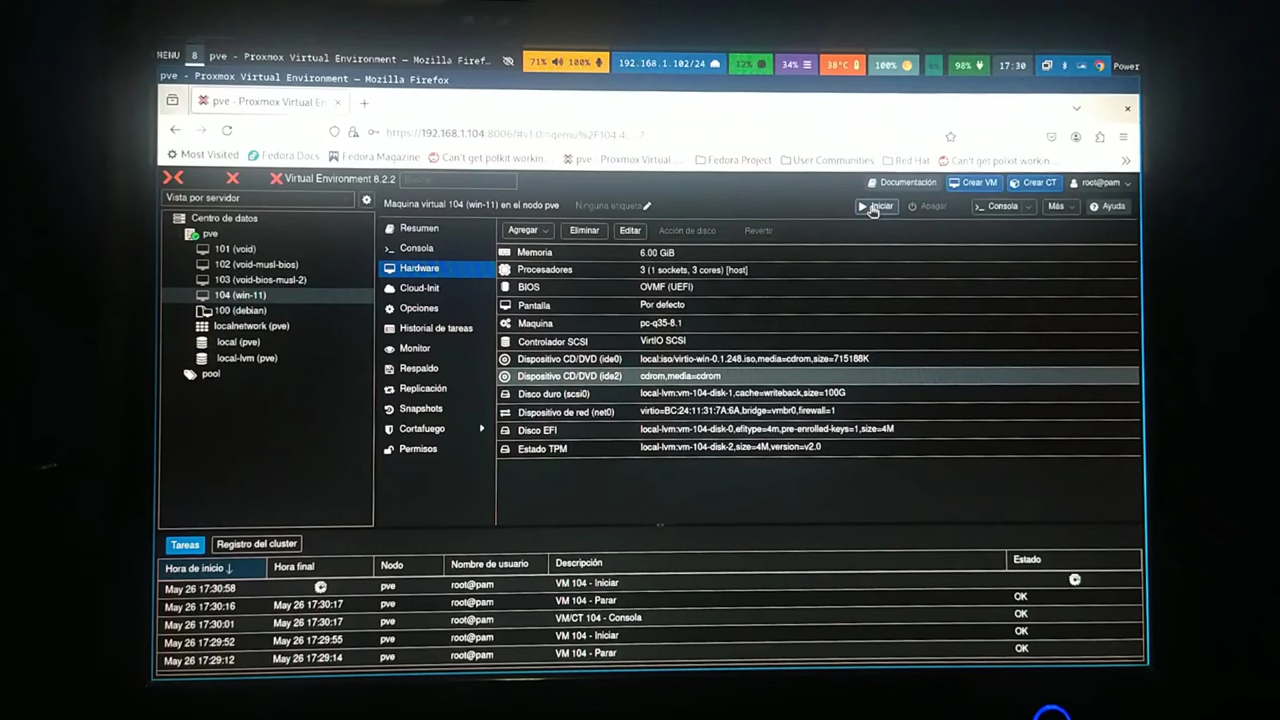 MENU 8 pve - Proxmox Virtual Environment — Mozilla Firef… 71% 100% 192.168.1.102/24 12% 34% 38°C 100% 98% 17:30 Power
pve - Proxmox Virtual Environment — Mozilla Firefox
pve - Proxmox Virtual En × +
https://192.168.1.104:8006/#v1:0:=qemu%2F104:4:
Most Visited Fedora Docs Fedora Magazine Can't get polkit workin… pve - Proxmox Virtual … Fedora Project User Communities Red Hat Can't get polkit workin… »
Virtual Environment 8.2.2 Documentación Crear VM Crear CT root@pam
Vista por servidor Maquina virtual 104 (win-11) en el nodo pve Ninguna etiqueta Iniciar Apagar Consola Más Ayuda
Centro de datos
pve
101 (void)
102 (void-musl-bios)
103 (void-bios-musl-2)
104 (win-11)
100 (debian)
localnetwork (pve)
local (pve)
local-lvm (pve)
pool
Resumen
Consola
Hardware
Cloud-Init
Opciones
Historial de tareas
Monitor
Respaldo
Replicación
Snapshots
Cortafuego
Permisos
Agregar Eliminar Editar Acción de disco Revertir
Memoria 6.00 GiB
Procesadores 3 (1 sockets, 3 cores) [host]
BIOS OVMF (UEFI)
Pantalla Por defecto
Maquina pc-q35-8.1
Controlador SCSI VirtIO SCSI
Dispositivo CD/DVD (ide0) local:iso/virtio-win-0.1.248.iso,media=cdrom,size=715188K
Dispositivo CD/DVD (ide2) cdrom,media=cdrom
Disco duro (scsi0) local-lvm:vm-104-disk-1,cache=writeback,size=100G
Dispositivo de red (net0) virtio=BC:24:11:31:7A:6A,bridge=vmbr0,firewall=1
Disco EFI local-lvm:vm-104-disk-0,efitype=4m,pre-enrolled-keys=1,size=4M
Estado TPM local-lvm:vm-104-disk-2,size=4M,version=v2.0
Tareas Registro del cluster
Hora de inicio ↓ Hora final Nodo Nombre de usuario Descripción Estado
May 26 17:30:58 pve root@pam VM 104 - Iniciar
May 26 17:30:16 May 26 17:30:17 pve root@pam VM 104 - Parar OK
May 26 17:30:01 May 26 17:30:17 pve root@pam VM/CT 104 - Consola OK
May 26 17:29:52 May 26 17:29:55 pve root@pam VM 104 - Iniciar OK
May 26 17:29:12 May 26 17:29:14 pve root@pam VM 104 - Parar OK